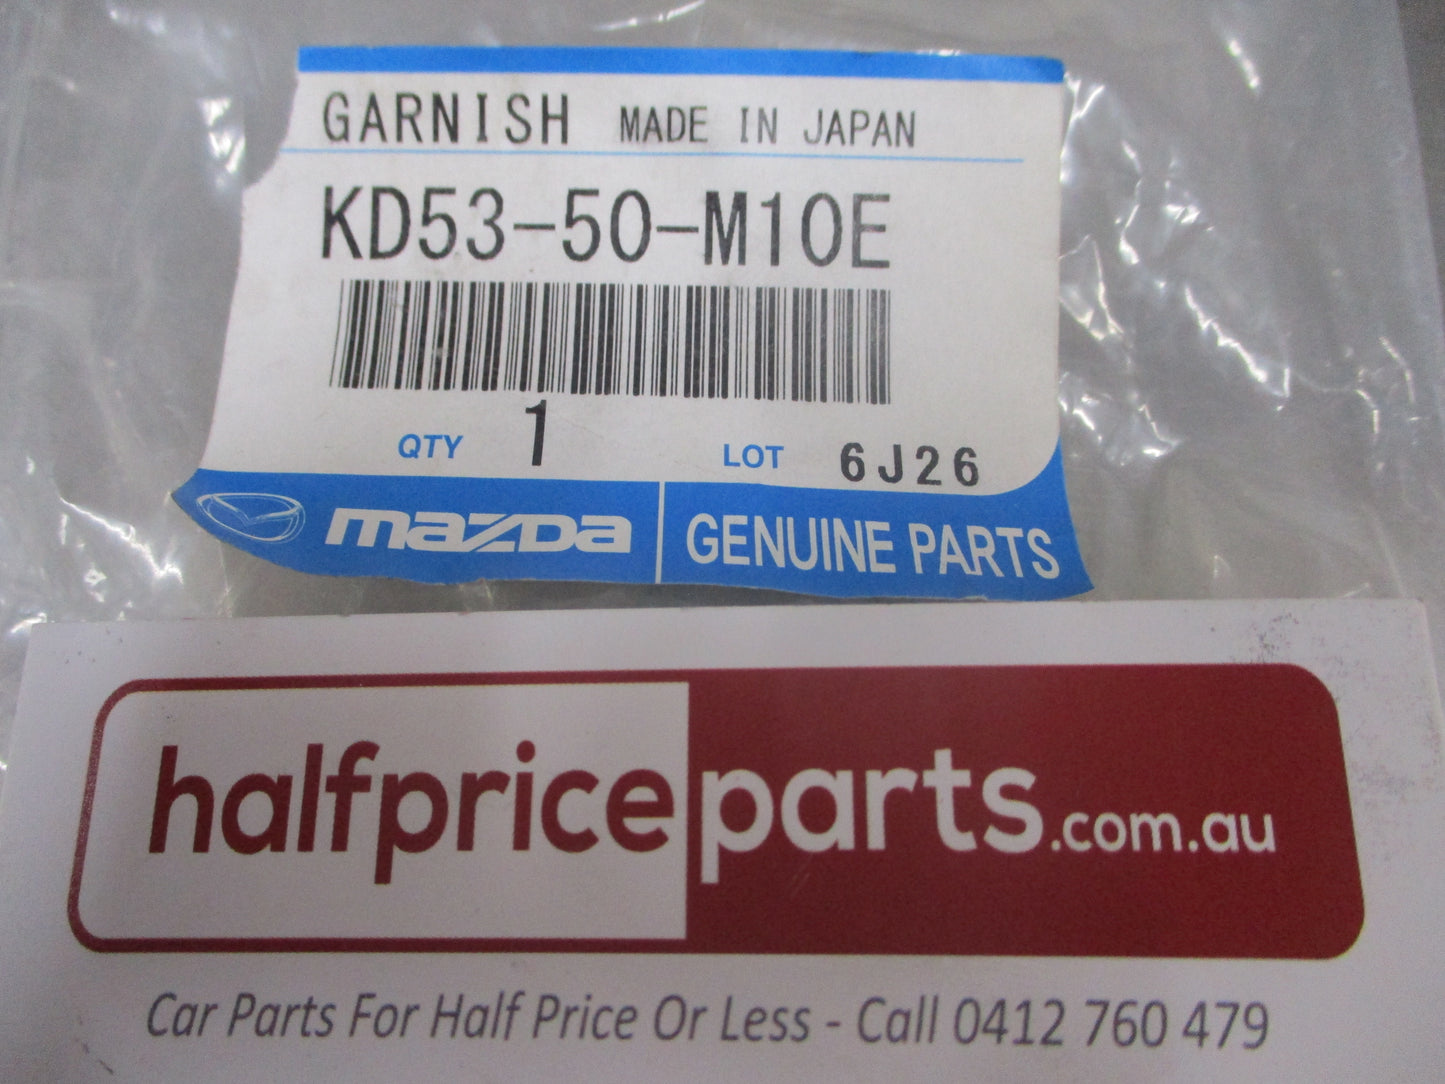 GARNISH MADE IN JAPAN
KD53-50-M10E
QTY 1 LOT 6J26
mazda GENUINE PARTS
halfpriceparts.com.au
Car Parts For Half Price Or Less - Call 0412 760 479